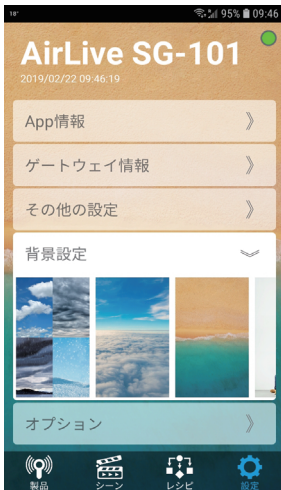 18°
95% 09:46
AirLive SG-101
2019/02/22 09:46:19
App情報
ゲートウェイ情報
その他の設定
背景設定
オプション
製品 シーン レシピ 設定